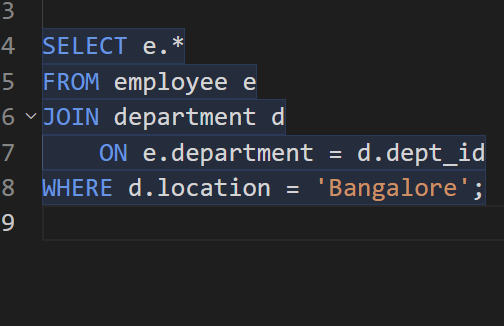 3
4 SELECT e.*
5 FROM employee e
6 JOIN department d
7     ON e.department = d.dept_id
8 WHERE d.location = 'Bangalore';
9